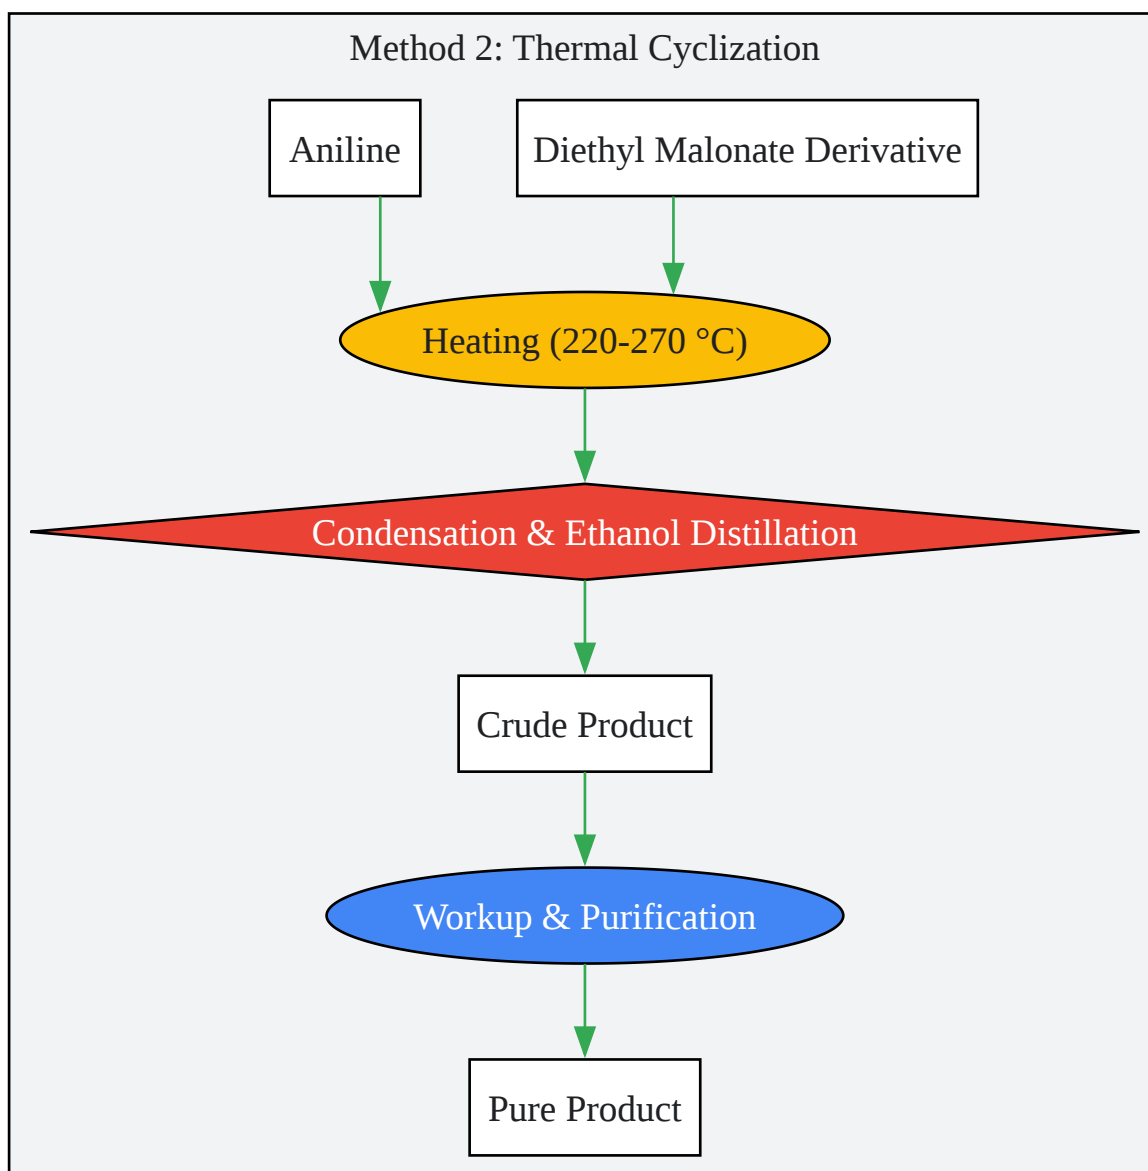 Method 2: Thermal Cyclization
Aniline
Diethyl Malonate Derivative
Heating (220-270 °C)
Condensation & Ethanol Distillation
Crude Product
Workup & Purification
Pure Product